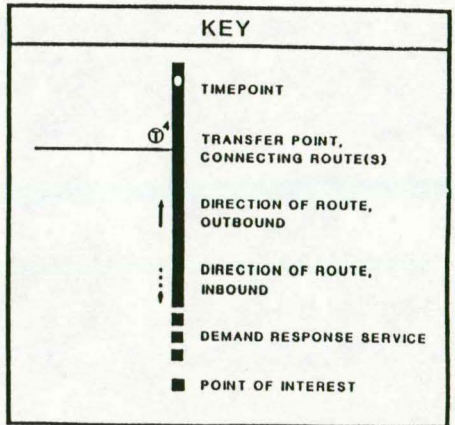 KEY
TIMEPOINT
T 4
TRANSFER POINT,
CONNECTING ROUTE(S)
DIRECTION OF ROUTE,
OUTBOUND
DIRECTION OF ROUTE,
INBOUND
DEMAND RESPONSE SERVICE
POINT OF INTEREST